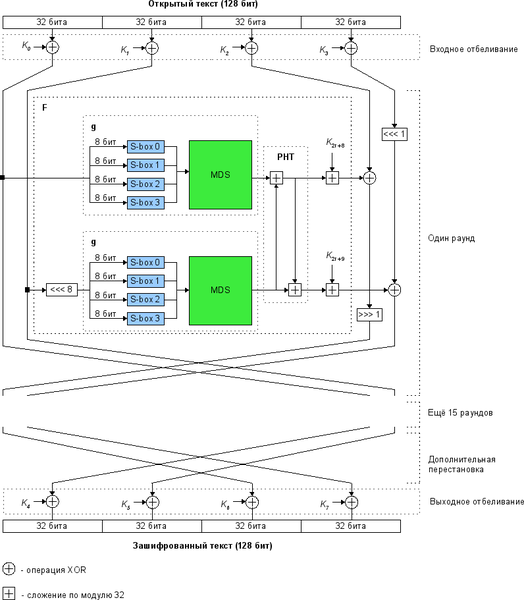 Открытый текст (128 бит)
32 бита 32 бита 32 бита 32 бита
K0 K1 K2 K3 Входное отбеливание
F
<<< 1
g
8 бит S-box 0
8 бит S-box 1
8 бит S-box 2
8 бит S-box 3
MDS
PHT
K2r+8
Один раунд
g
<<< 8
8 бит S-box 0
8 бит S-box 1
8 бит S-box 2
8 бит S-box 3
MDS
K2r+9
>>> 1
Ещё 15 раундов
Дополнительная
перестановка
K4 K5 K6 K7 Выходное отбеливание
32 бита 32 бита 32 бита 32 бита
Зашифрованный текст (128 бит)
- операция XOR
- сложение по модулю 32